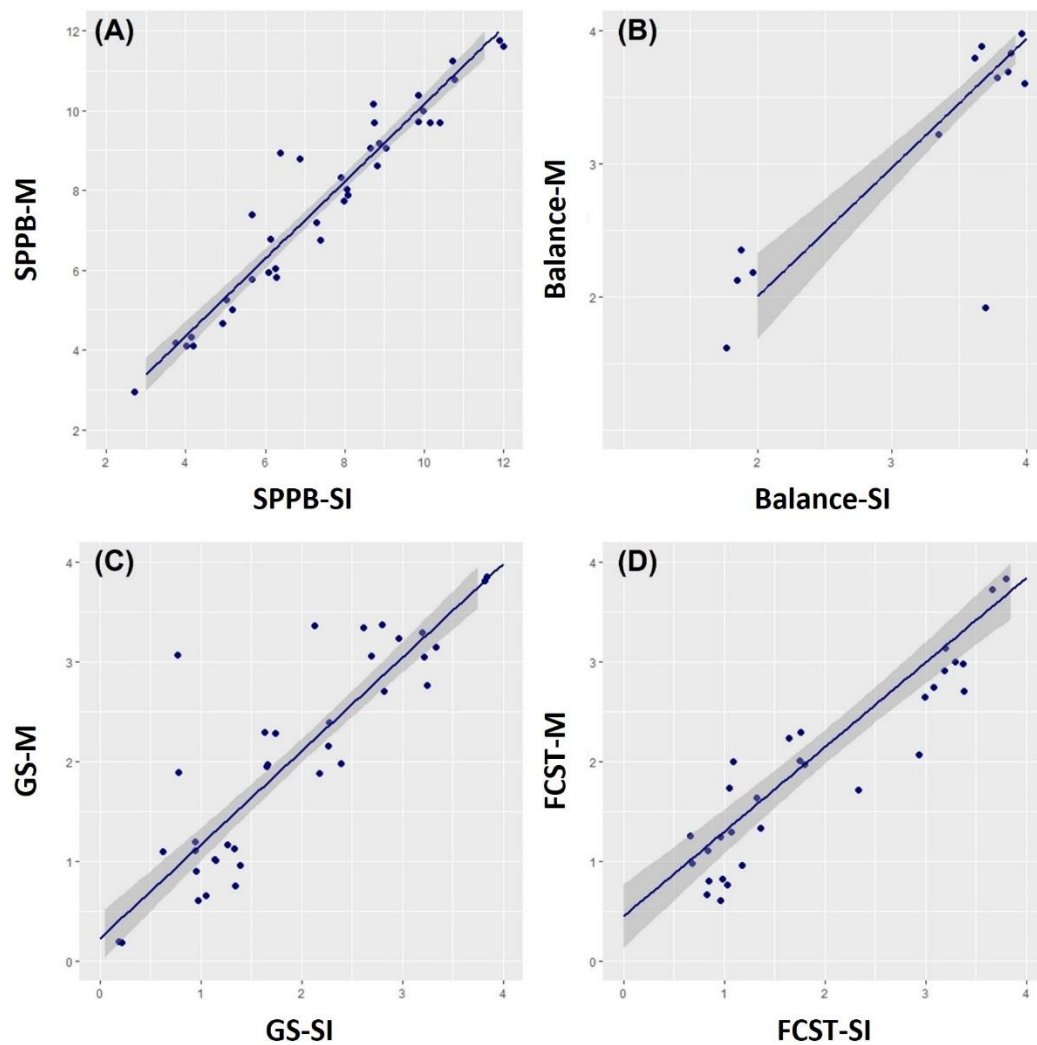 (A)
12
10
8
6
4
2
SPPB-M
2 4 6 8 10 12
SPPB-SI
(B)
4
3
2
Balance-M
2 3 4
Balance-SI
(C)
4
3
2
1
0
GS-M
0 1 2 3 4
GS-SI
(D)
4
3
2
1
0
FCST-M
0 1 2 3 4
FCST-SI